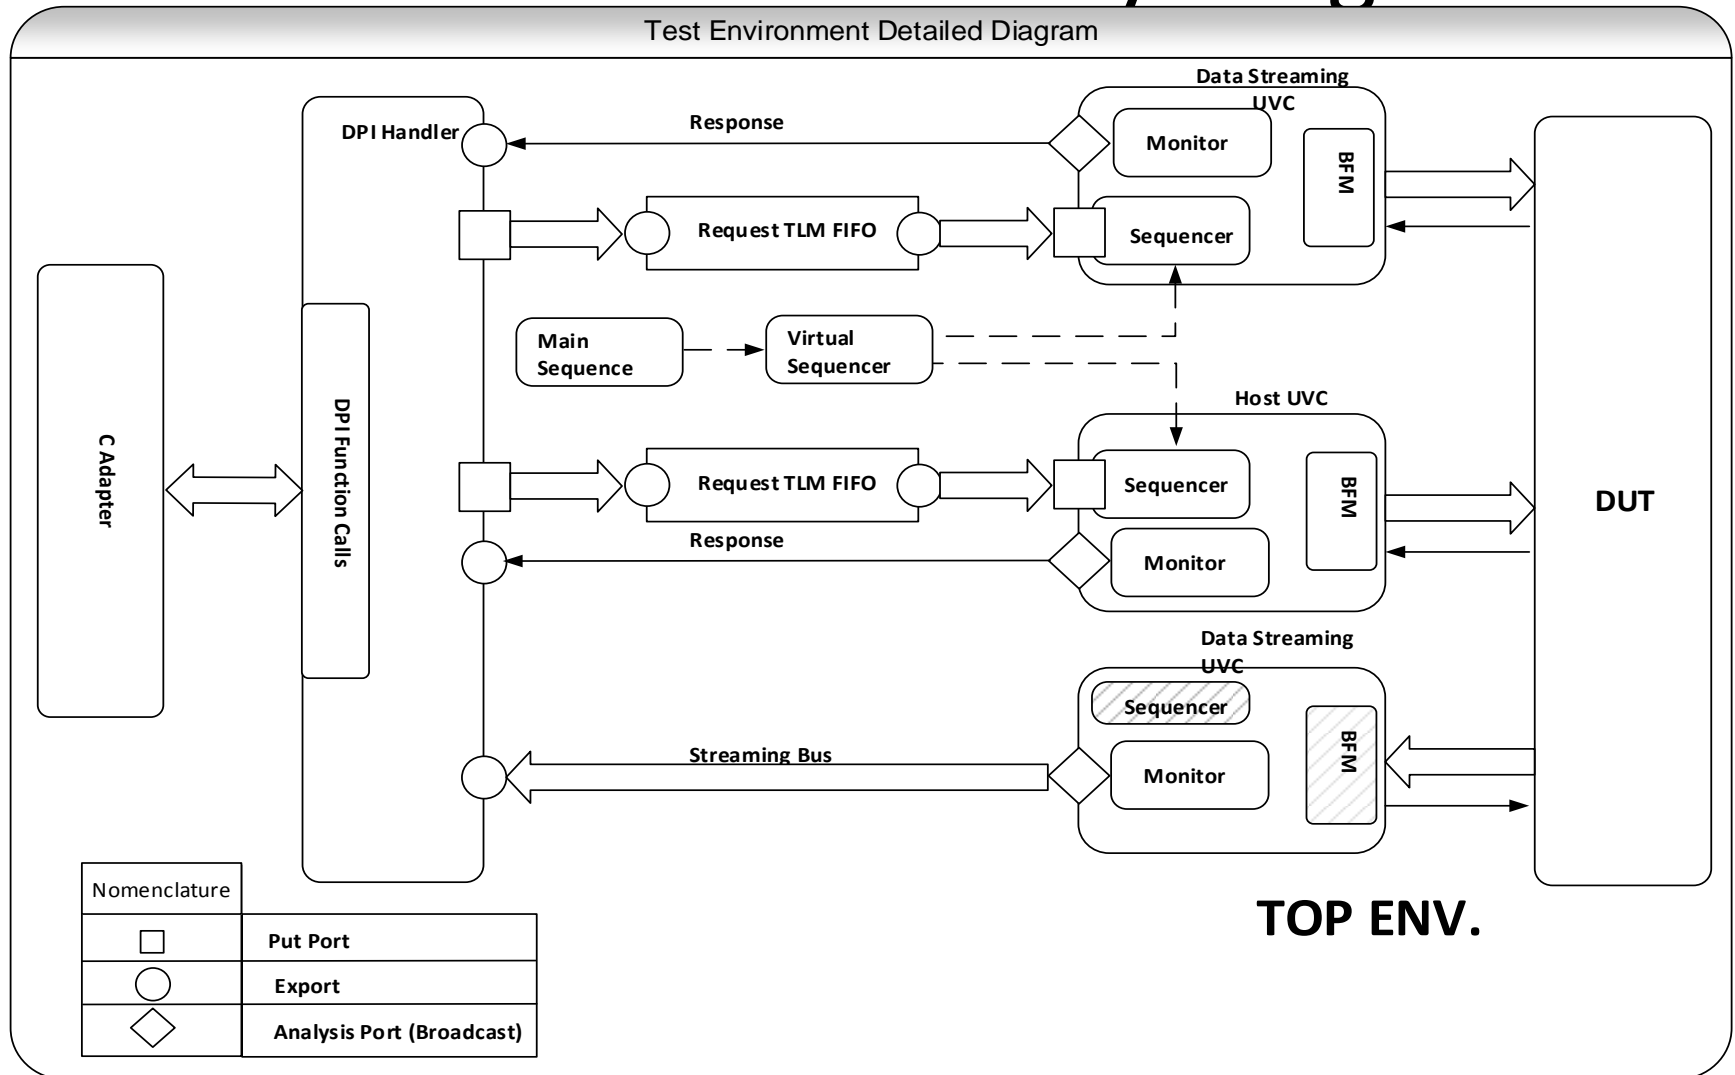 Test Environment Detailed Diagram
Data Streaming
UVC
DPI Handler
Response
Monitor
BFM
Request TLM FIFO
Sequencer
Main
Sequence
Virtual
Sequencer
Host UVC
C Adapter
DPI Function Calls
Request TLM FIFO
Sequencer
BFM
DUT
Response
Monitor
Data Streaming
UVC
Sequencer
BFM
Streaming Bus
Monitor
TOP ENV.
Nomenclature
Put Port
Export
Analysis Port (Broadcast)